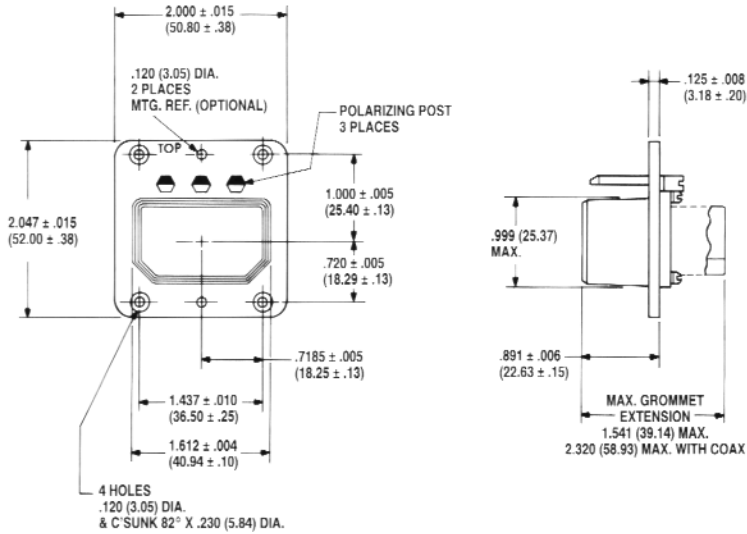 2.000 ± .015
(50.80 ± .38)
.120 (3.05) DIA.
2 PLACES
MTG. REF. (OPTIONAL)
POLARIZING POST
3 PLACES
TOP
1.000 ± .005
(25.40 ± .13)
2.047 ± .015
(52.00 ± .38)
.720 ± .005
(18.29 ± .13)
.7185 ± .005
(18.25 ± .13)
1.437 ± .010
(36.50 ± .25)
1.612 ± .004
(40.94 ± .10)
4 HOLES
.120 (3.05) DIA.
& C'SUNK 82° X .230 (5.84) DIA.
.125 ± .008
(3.18 ± .20)
.999 (25.37)
MAX.
.891 ± .006
(22.63 ± .15)
MAX. GROMMET
EXTENSION
1.541 (39.14) MAX.
2.320 (58.93) MAX. WITH COAX